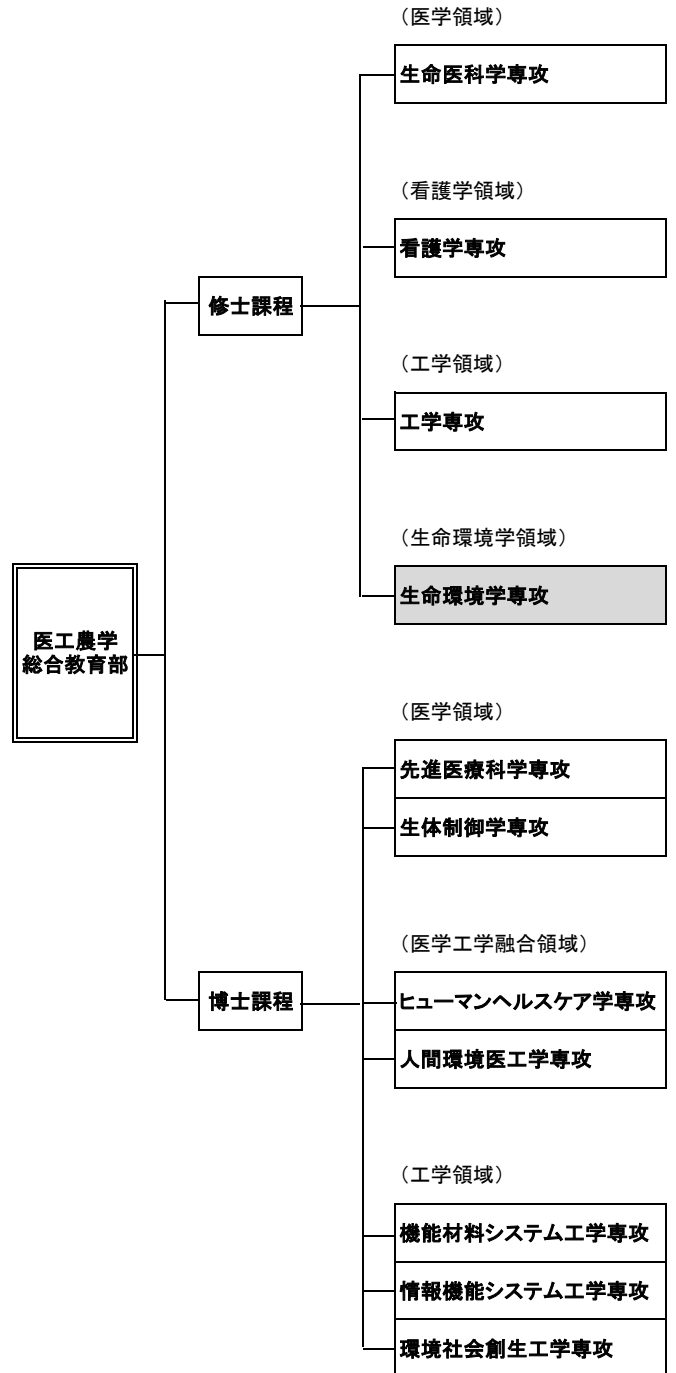 （医学領域）
生命医科学専攻
（看護学領域）
看護学専攻
修士課程
（工学領域）
工学専攻
（生命環境学領域）
生命環境学専攻
医工農学
総合教育部
（医学領域）
先進医療科学専攻
生体制御学専攻
（医学工学融合領域）
博士課程
ヒューマンヘルスケア学専攻
人間環境医工学専攻
（工学領域）
機能材料システム工学専攻
情報機能システム工学専攻
環境社会創生工学専攻